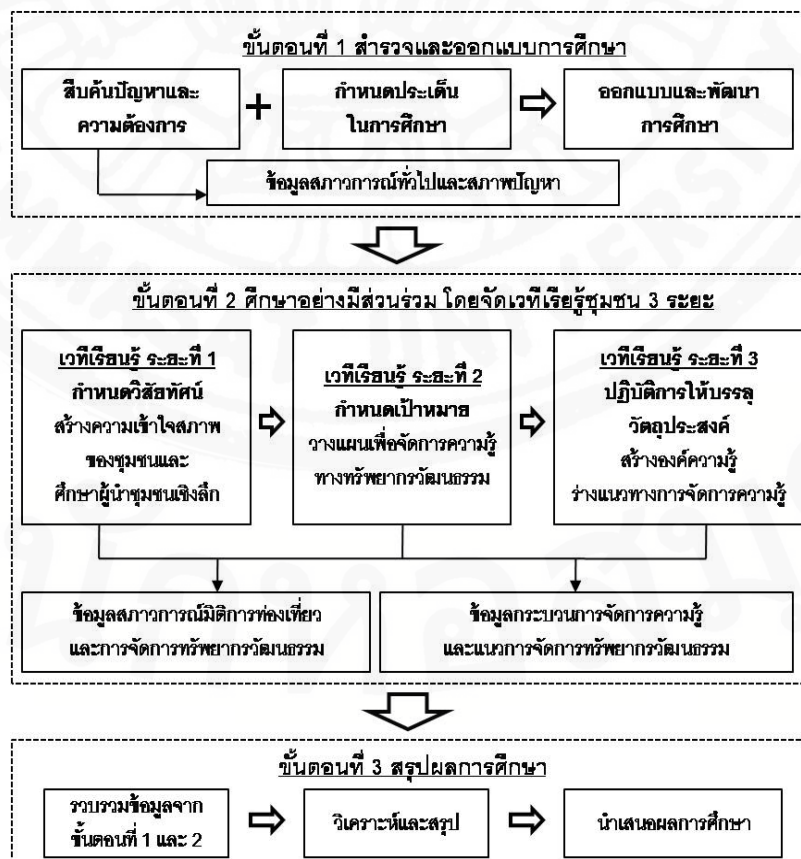 ขั้นตอนที่ 1 สำรวจและออกแบบการศึกษา
สืบค้นปัญหาและ
ความต้องการ
+
กำหนดประเด็น
ในการศึกษา
ออกแบบและพัฒนา
การศึกษา
ข้อมูลสภาวการณ์ทั่วไปและสภาพปัญหา
ขั้นตอนที่ 2 ศึกษาอย่างมีส่วนร่วม โดยจัดเวทีเรียรู้ชุมชน 3 ระยะ
เวทีเรียนรู้ ระยะที่ 1
กำหนดวิสัยทัศน์
สร้างความเข้าใจสภาพ
ของชุมชนและ
ศึกษาผู้นำชุมชนเชิงลึก
เวทีเรียนรู้ ระยะที่ 2
กำหนดเป้าหมาย
วางแผนเพื่อจัดการความรู้
ทางทรัพยากรวัฒนธรรม
เวทีเรียนรู้ ระยะที่ 3
ปฏิบัติการให้บรรลุ
วัตถุประสงค์
สร้างองค์ความรู้
ร่างแนวทางการจัดการความรู้
ข้อมูลสภาวการณ์มิติการท่องเที่ยว
และการจัดการทรัพยากรวัฒนธรรม
ข้อมูลกระบวนการจัดการความรู้
และแนวการจัดการทรัพยากรวัฒนธรรม
ขั้นตอนที่ 3 สรุปผลการศึกษา
รวบรวมข้อมูลจาก
ขั้นตอนที่ 1 และ 2
วิเคราะห์และสรุป
นำเสนอผลการศึกษา